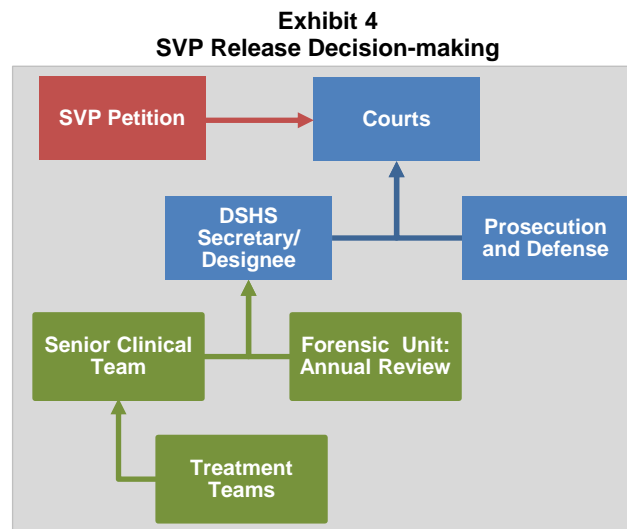 Exhibit 4
SVP Release Decision-making
SVP Petition
Courts
DSHS
Secretary/
Designee
Prosecution
and Defense
Senior Clinical
Team
Forensic Unit:
Annual Review
Treatment
Teams